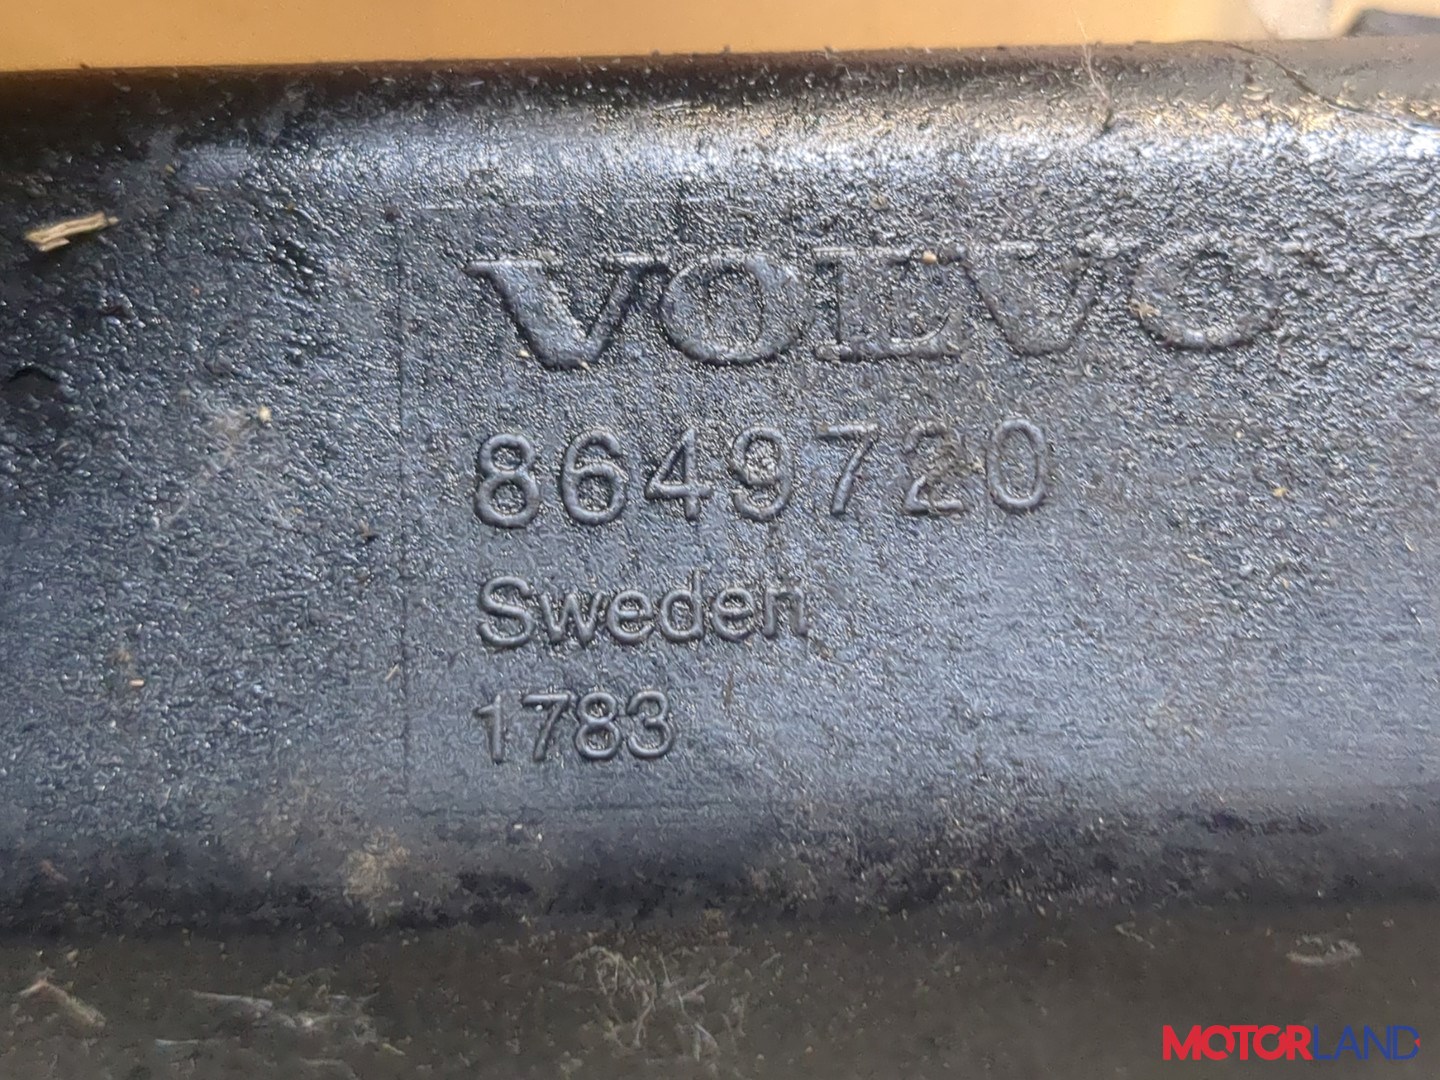 VOLVO
8649720
Sweden
1783
MOTORLAND